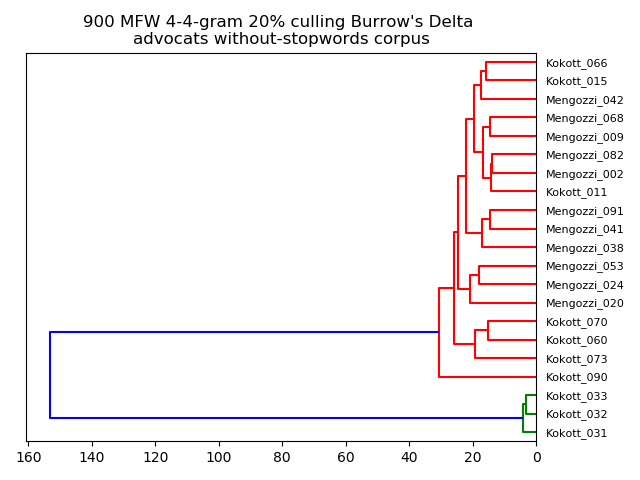 900 MFW 4-4-gram 20% culling Burrow's Delta
advocats without-stopwords corpus
Kokott_066
Kokott_015
Mengozzi_042
Mengozzi_068
Mengozzi_009
Mengozzi_082
Mengozzi_002
Kokott_011
Mengozzi_091
Mengozzi_041
Mengozzi_038
Mengozzi_053
Mengozzi_024
Mengozzi_020
Kokott_070
Kokott_060
Kokott_073
Kokott_090
Kokott_033
Kokott_032
Kokott_031
160 140 120 100 80 60 40 20 0